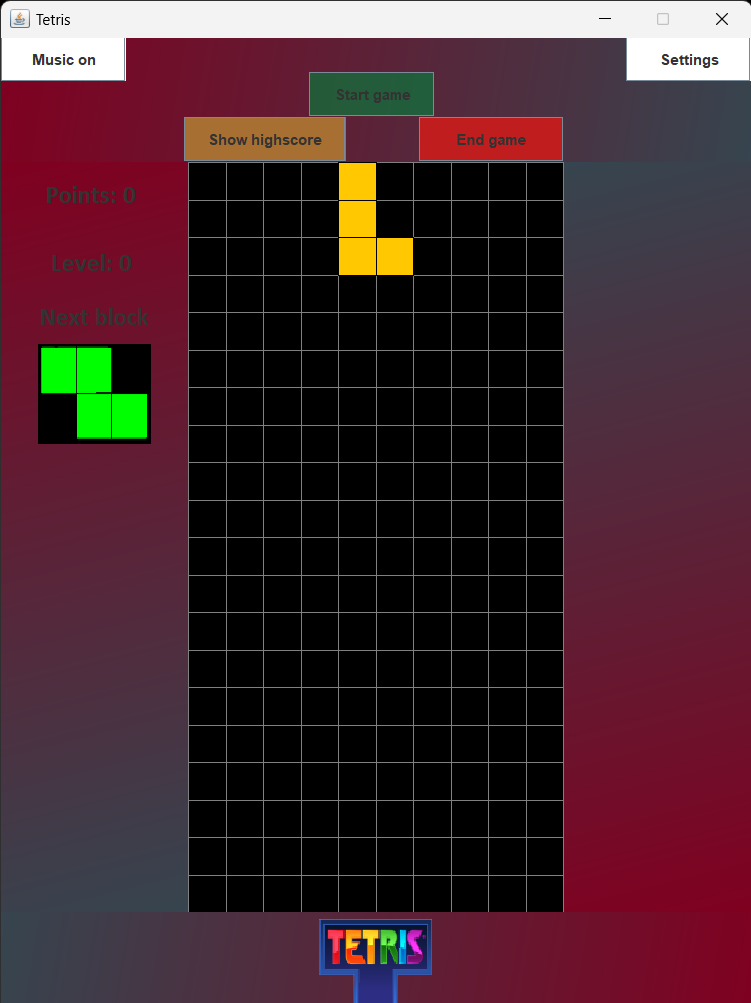 Tetris
Music on
Settings
Start game
Show highscore
End game
Points: 0
Level: 0
Next block
TETRIS